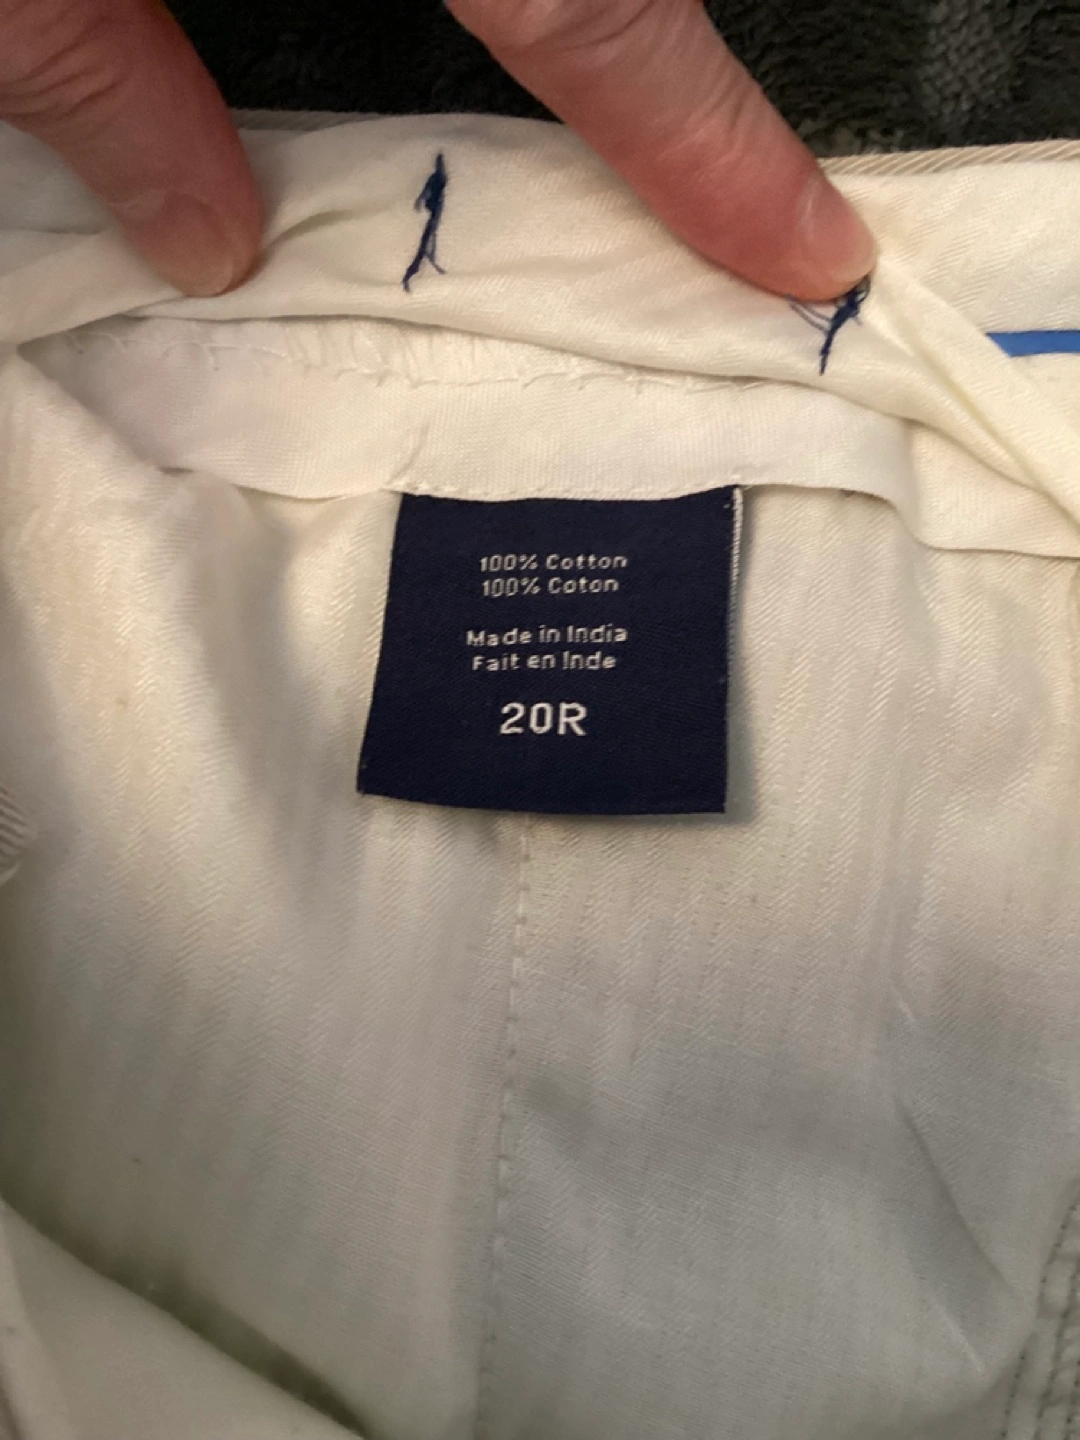 100% Cotton
100% Coton
Made in India
Fait en Inde
20R